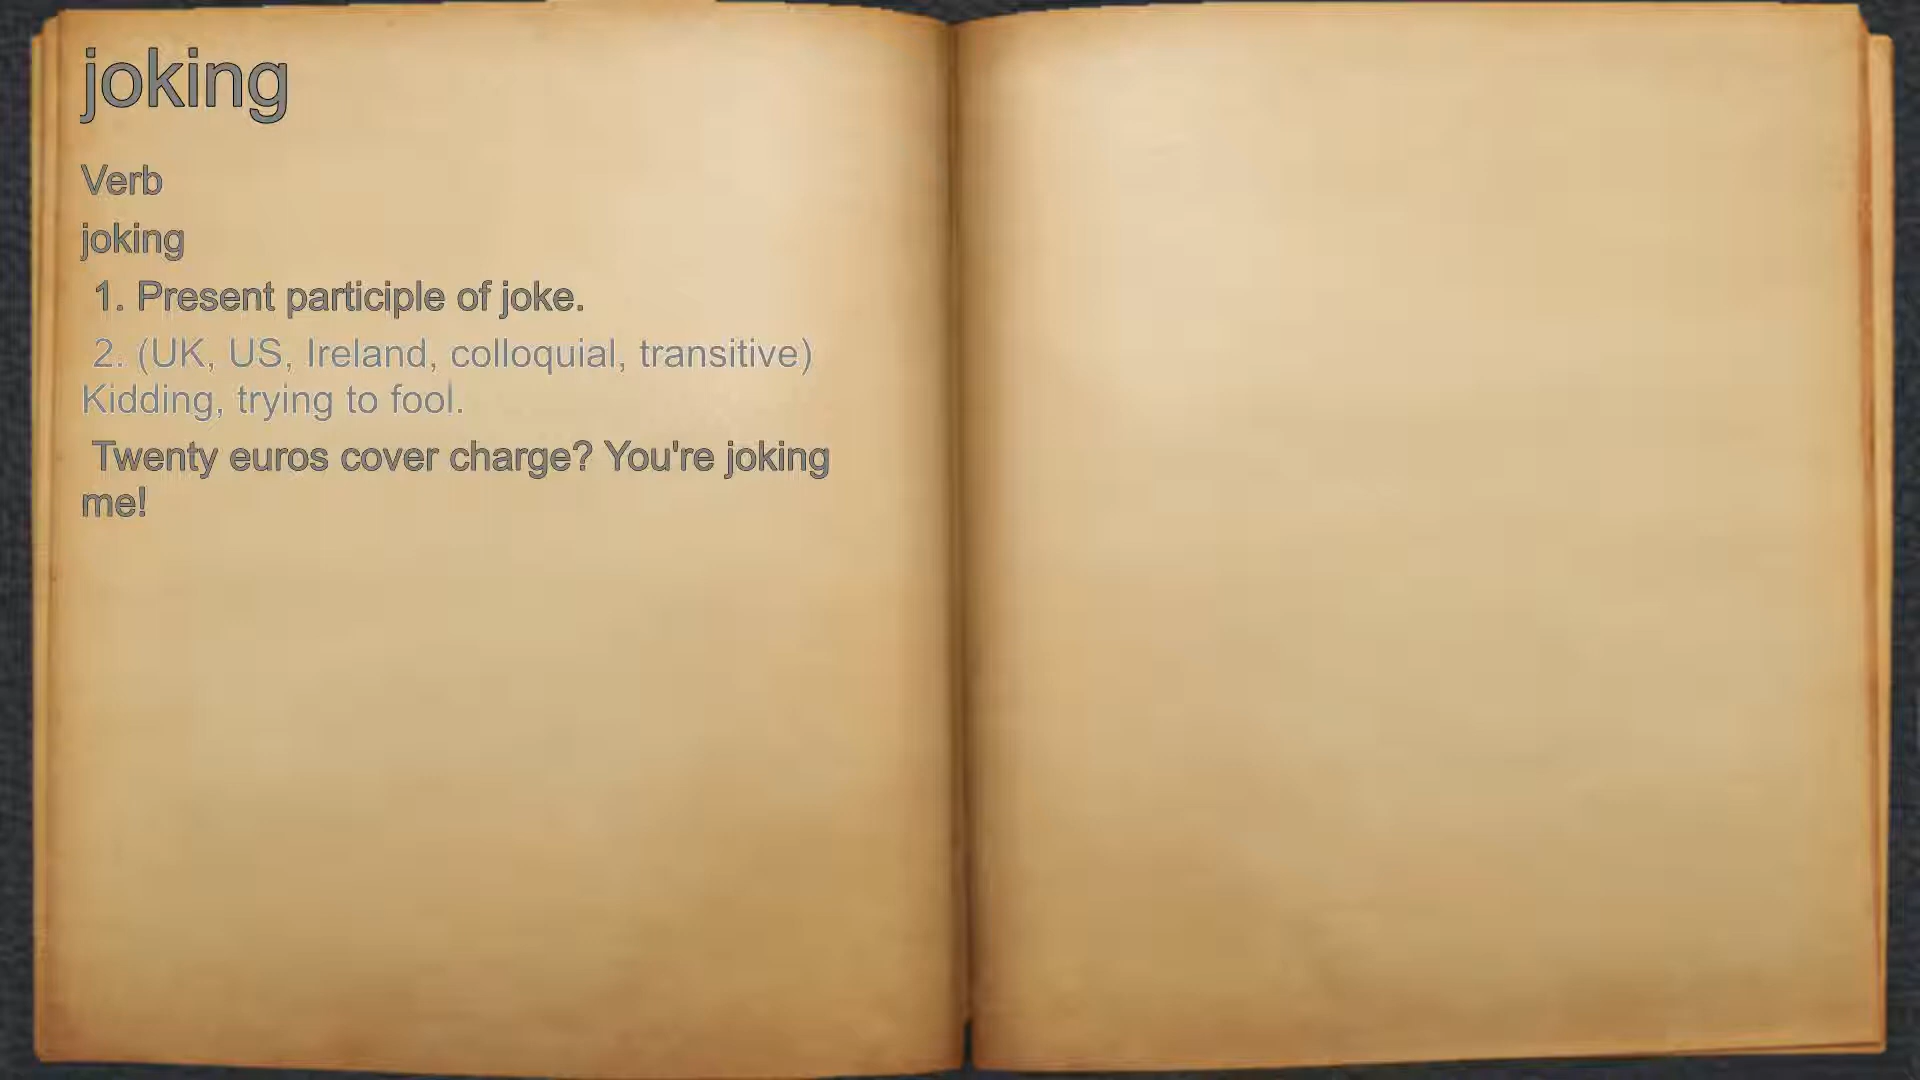 joking
Verb
joking
1. Present participle of joke.
2. (UK, US, Ireland, colloquial, transitive)
Kidding, trying to fool.
Twenty euros cover charge? You're joking
me!